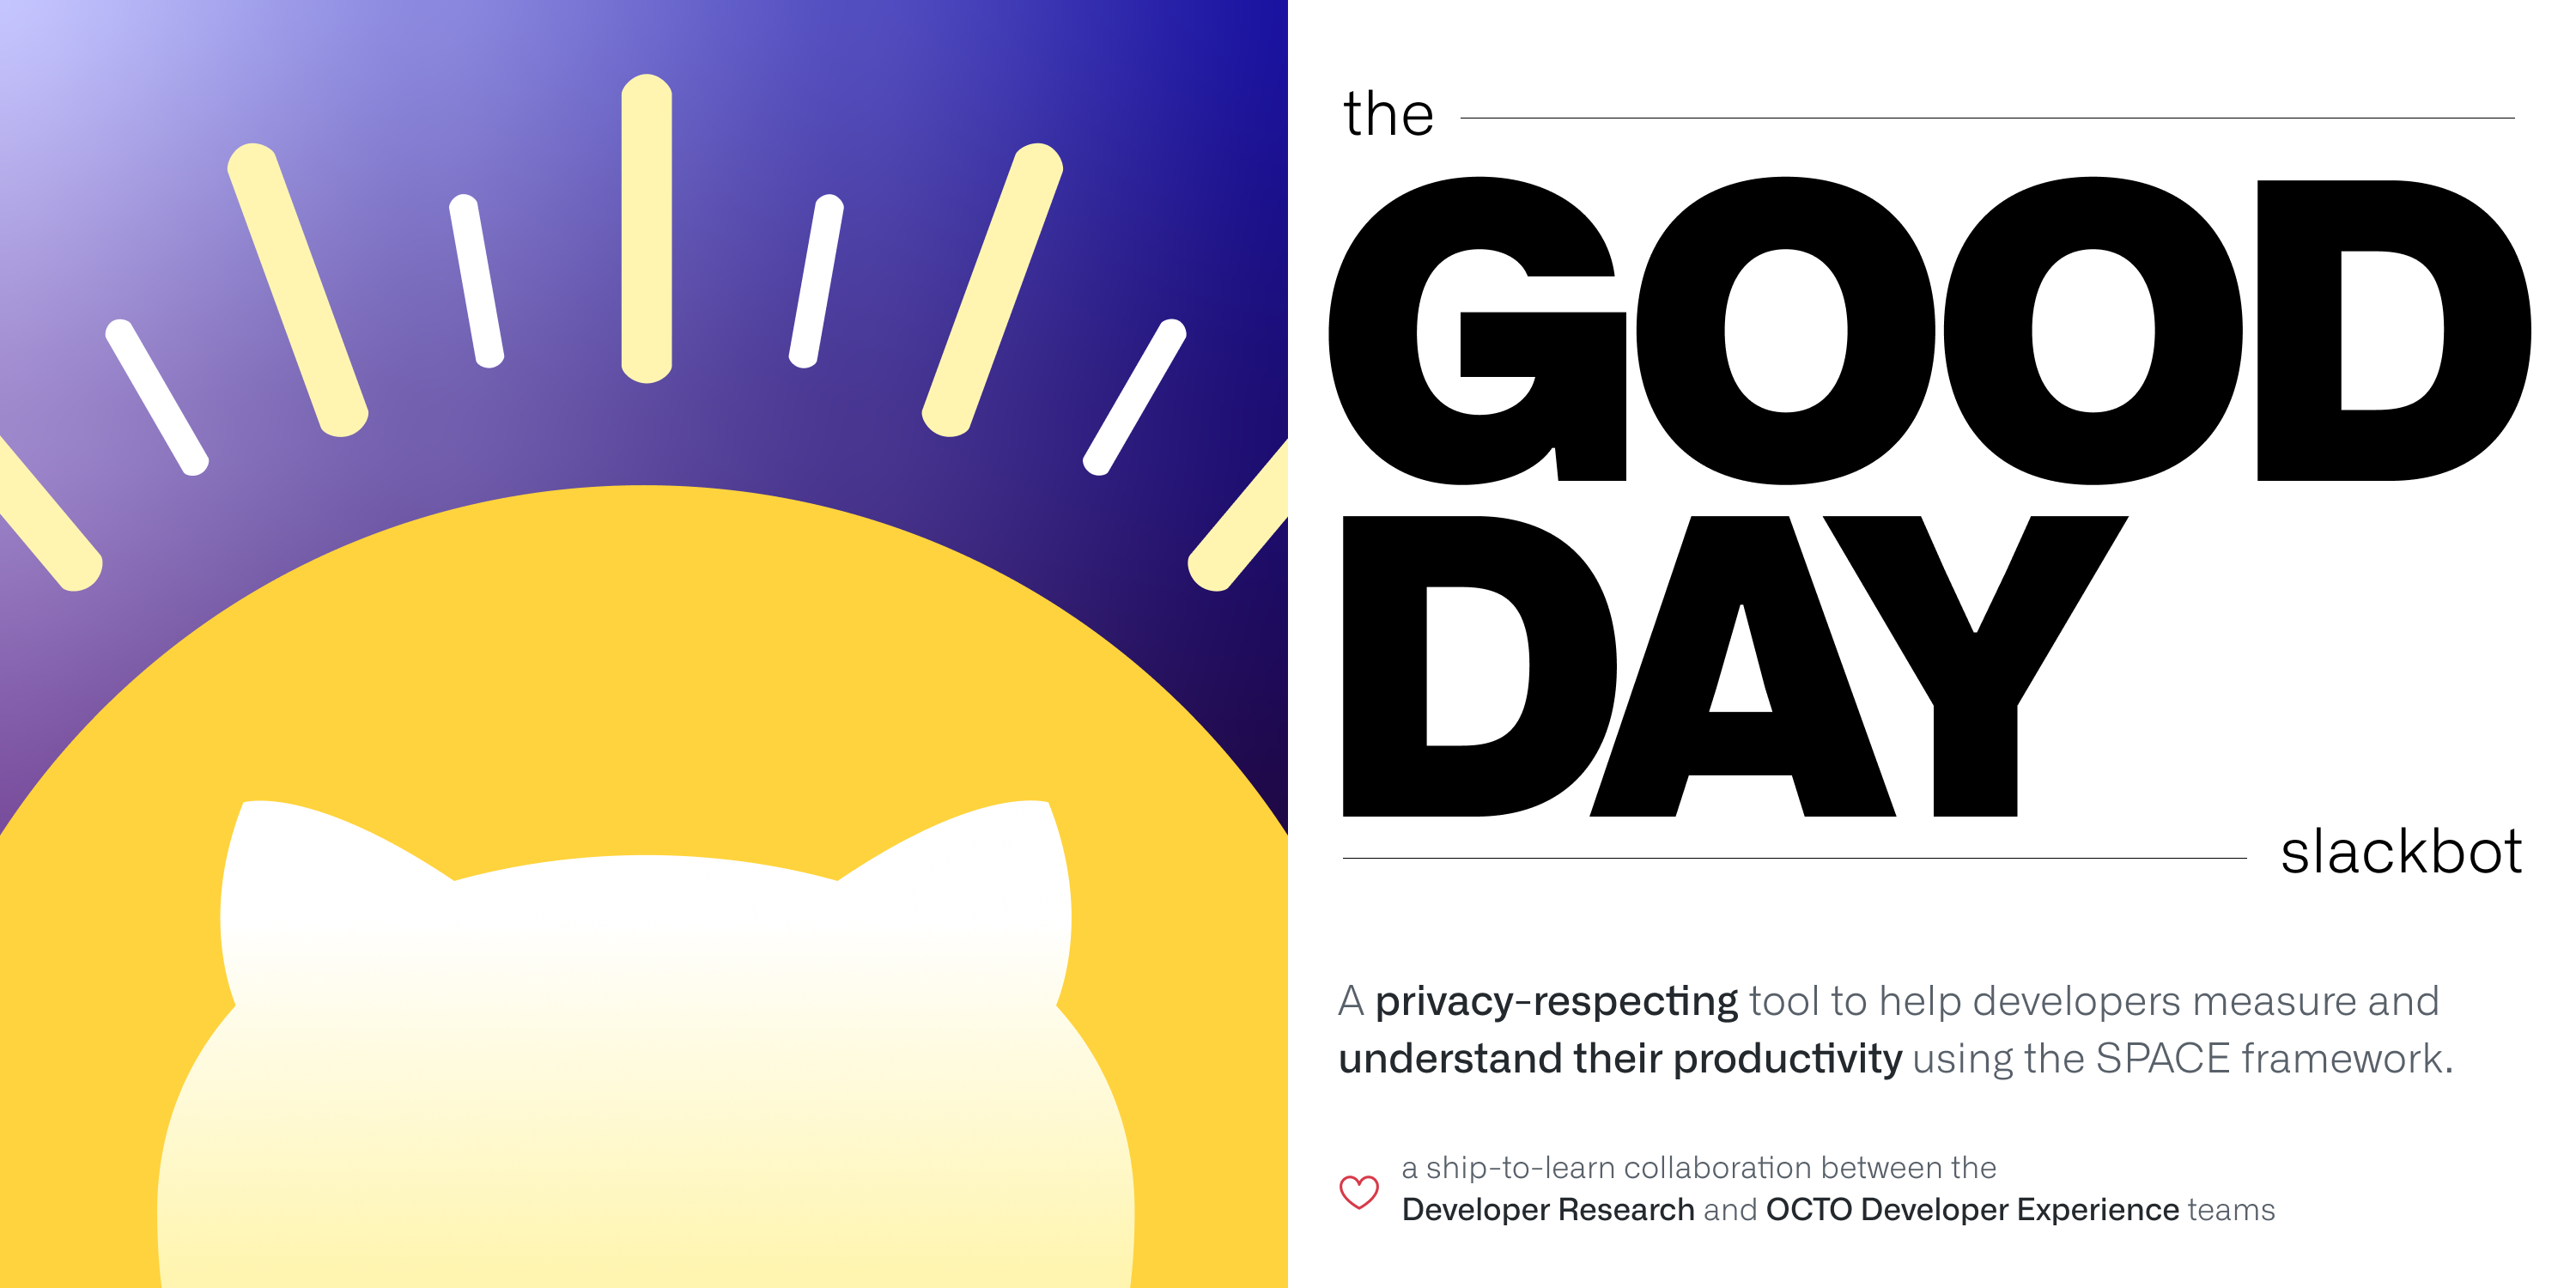 the
GOOD
DAY
slackbot
A privacy-respecting tool to help developers measure and
understand their productivity using the SPACE framework.
a ship-to-learn collaboration between the
Developer Research and OCTO Developer Experience teams